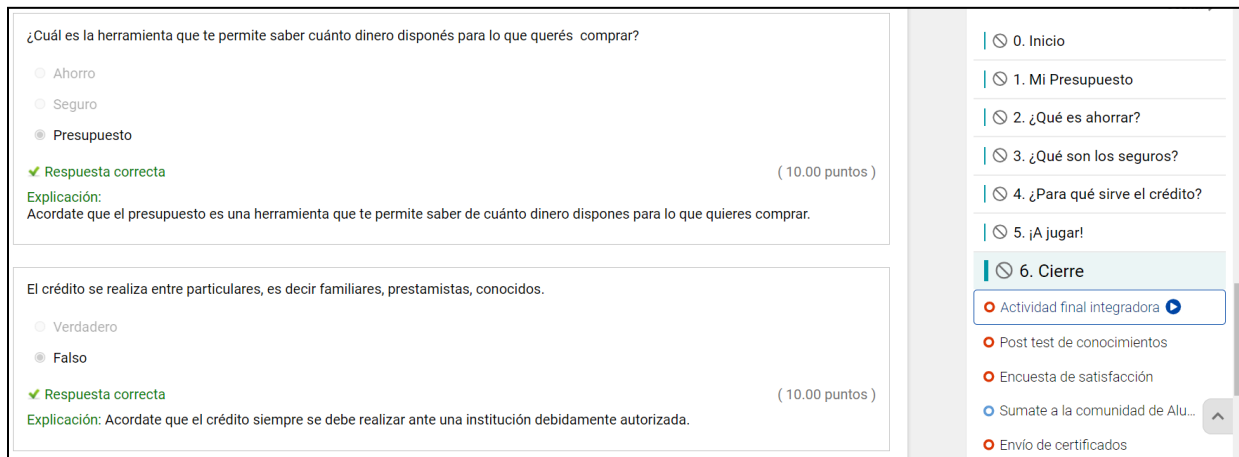 ¿Cuál es la herramienta que te permite saber cuánto dinero disponés para lo que querés comprar?
Ahorro
Seguro
Presupuesto
Respuesta correcta
( 10.00 puntos )
Explicación:
Acordate que el presupuesto es una herramienta que te permite saber de cuánto dinero dispones para lo que quieres comprar.
El crédito se realiza entre particulares, es decir familiares, prestamistas, conocidos.
Verdadero
Falso
Respuesta correcta
( 10.00 puntos )
Explicación: Acordate que el crédito siempre se debe realizar ante una institución debidamente autorizada.
0. Inicio
1. Mi Presupuesto
2. ¿Qué es ahorrar?
3. ¿Qué son los seguros?
4. ¿Para qué sirve el crédito?
5. ¡A jugar!
6. Cierre
Actividad final integradora
Post test de conocimientos
Encuesta de satisfacción
Sumate a la comunidad de Alu...
Envío de certificados